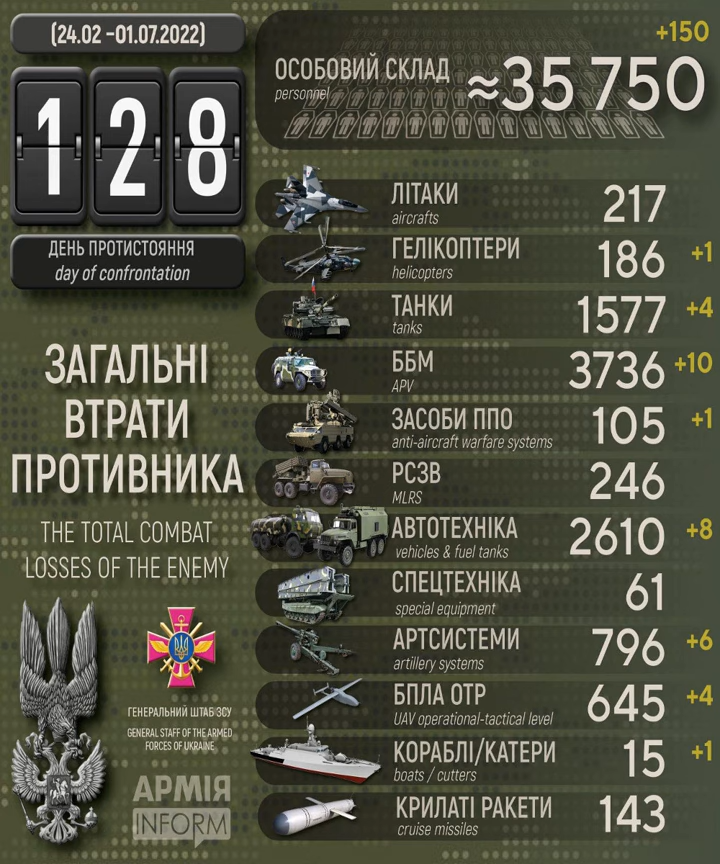 (24.02 –01.07.2022)
128
ДЕНЬ ПРОТИСТОЯННЯ
day of confrontation
ЗАГАЛЬНІ
ВТРАТИ
ПРОТИВНИКА
THE TOTAL COMBAT
LOSSES OF THE ENEMY
ГЕНЕРАЛЬНИЙ ШТАБ ЗСУ
GENERAL STAFF OF THE ARMED
FORCES OF UKRAINE
АРМІЯ
INFORM
+150
ОСОБОВИЙ СКЛАД ≈35 750
personnel
ЛІТАКИ 217
aircrafts
ГЕЛІКОПТЕРИ 186 +1
helicopters
ТАНКИ 1577 +4
tanks
ББМ 3736 +10
APV
ЗАСОБИ ППО 105 +1
anti-aircraft warfare systems
РСЗВ 246
MLRS
АВТОТЕХНІКА 2610 +8
vehicles & fuel tanks
СПЕЦТЕХНІКА 61
special equipment
АРТСИСТЕМИ 796 +6
artillery systems
БПЛА ОТР 645 +4
UAV operational-tactical level
КОРАБЛІ/КАТЕРИ 15 +1
boats / cutters
КРИЛАТІ РАКЕТИ 143
cruise missiles